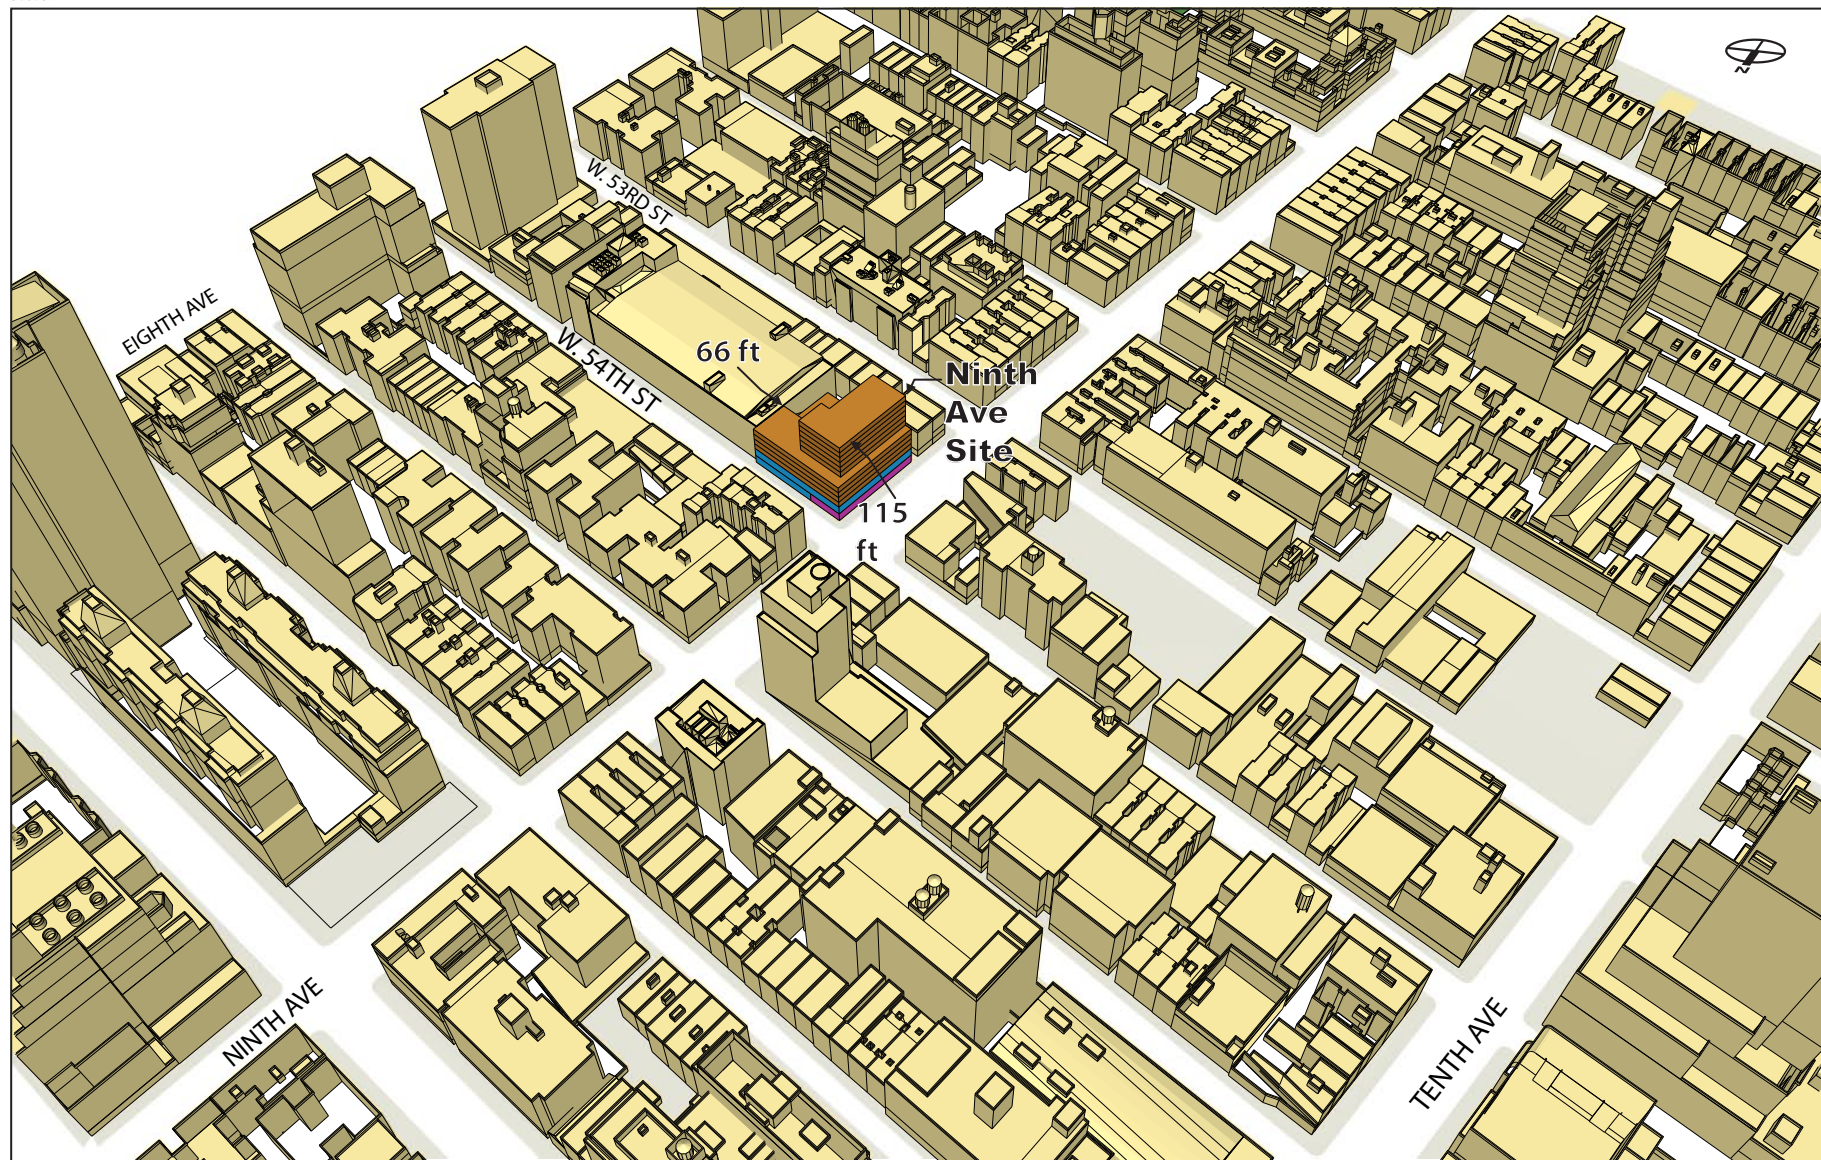 N
W. 53RD ST
EIGHTH AVE
W. 54TH ST
66 ft
Ninth
Ave
Site
115
ft
NINTH AVE
TENTH AVE